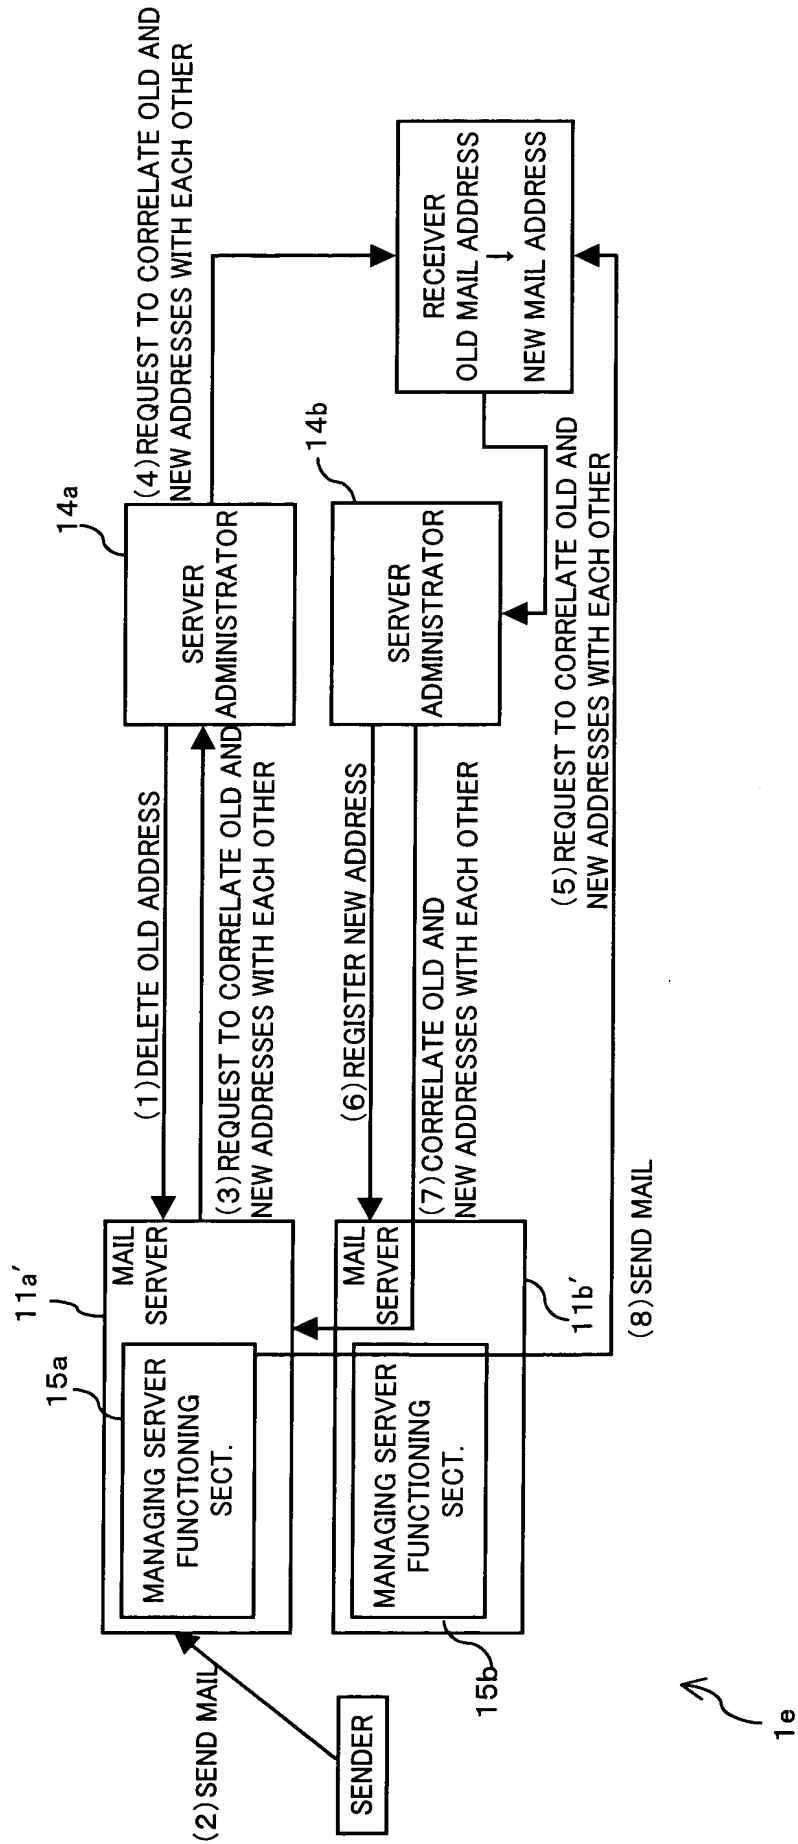 (2)SEND MAIL
SENDER
11a′
15a
MAIL
SERVER
MANAGING SERVER
FUNCTIONING
SECT.
(1)DELETE OLD ADDRESS
(3)REQUEST TO CORRELATE OLD AND
NEW ADDRESSES WITH EACH OTHER
14a
SERVER
ADMINISTRATOR
(4)REQUEST TO CORRELATE OLD AND
NEW ADDRESSES WITH EACH OTHER
MAIL
SERVER
MANAGING SERVER
FUNCTIONING
SECT.
15b
11b′
(6)REGISTER NEW ADDRESS
(7)CORRELATE OLD AND
NEW ADDRESSES WITH EACH OTHER
14b
SERVER
ADMINISTRATOR
RECEIVER
OLD MAIL ADDRESS
↓
NEW MAIL ADDRESS
(5)REQUEST TO CORRELATE OLD AND
NEW ADDRESSES WITH EACH OTHER
(8)SEND MAIL
1e